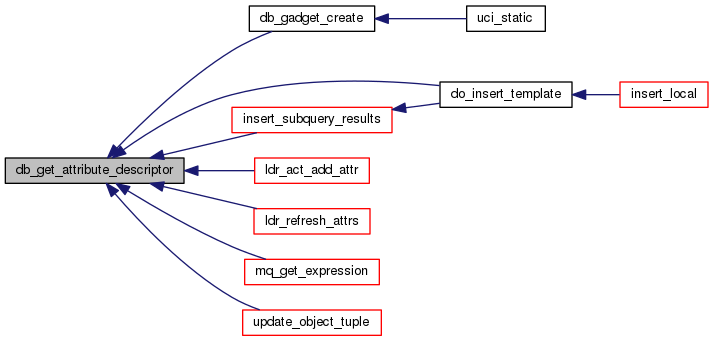 db_gadget_create
uci_static
do_insert_template
insert_local
insert_subquery_results
db_get_attribute_descriptor
ldr_act_add_attr
ldr_refresh_attrs
mq_get_expression
update_object_tuple